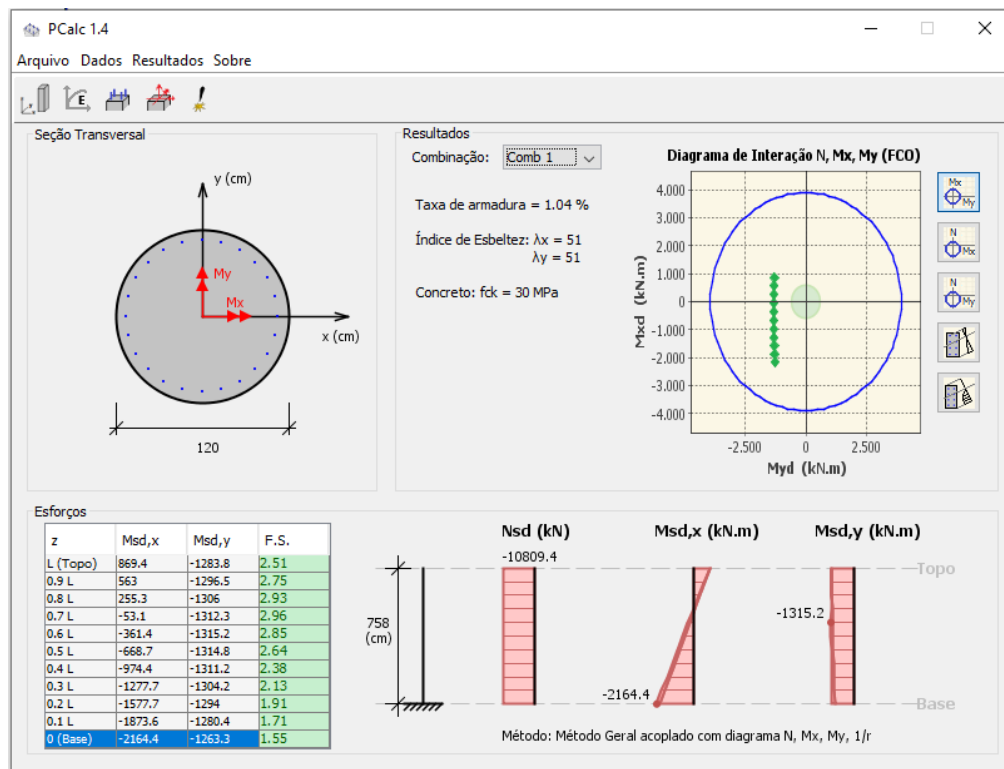 PCalc 1.4
Arquivo Dados Resultados Sobre
E
Seção Transversal
y (cm)
My
Mx
x (cm)
120
Resultados
Combinação: Comb 1
Taxa de armadura = 1.04 %
Índice de Esbeltez: λx = 51
λy = 51
Concreto: fck = 30 MPa
Diagrama de Interação N, Mx, My (FCO)
4.000
3.000
2.000
1.000
0
-1.000
-2.000
-3.000
-4.000
Mxd (kN.m)
-2.500 0 2.500
Myd (kN.m)
Mx
My
N
Mx
N
My
Esforços
z Msd,x Msd,y F.S.
L (Topo) 869.4 -1283.8 2.51
0.9 L 563 -1296.5 2.75
0.8 L 255.3 -1306 2.93
0.7 L -53.1 -1312.3 2.96
0.6 L -361.4 -1315.2 2.85
0.5 L -668.7 -1314.8 2.64
0.4 L -974.4 -1311.2 2.38
0.3 L -1277.7 -1304.2 2.13
0.2 L -1577.7 -1294 1.91
0.1 L -1873.6 -1280.4 1.71
0 (Base) -2164.4 -1263.3 1.55
758
(cm)
Nsd (kN) Msd,x (kN.m) Msd,y (kN.m)
-10809.4
Topo
-1315.2
-2164.4
Base
Método: Método Geral acoplado com diagrama N, Mx, My, 1/r